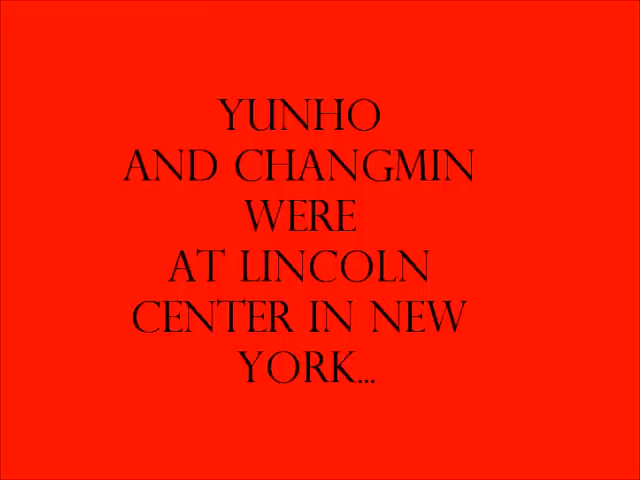 YUNHO
AND CHANGMIN
WERE
AT LINCOLN
CENTER IN NEW
YORK...